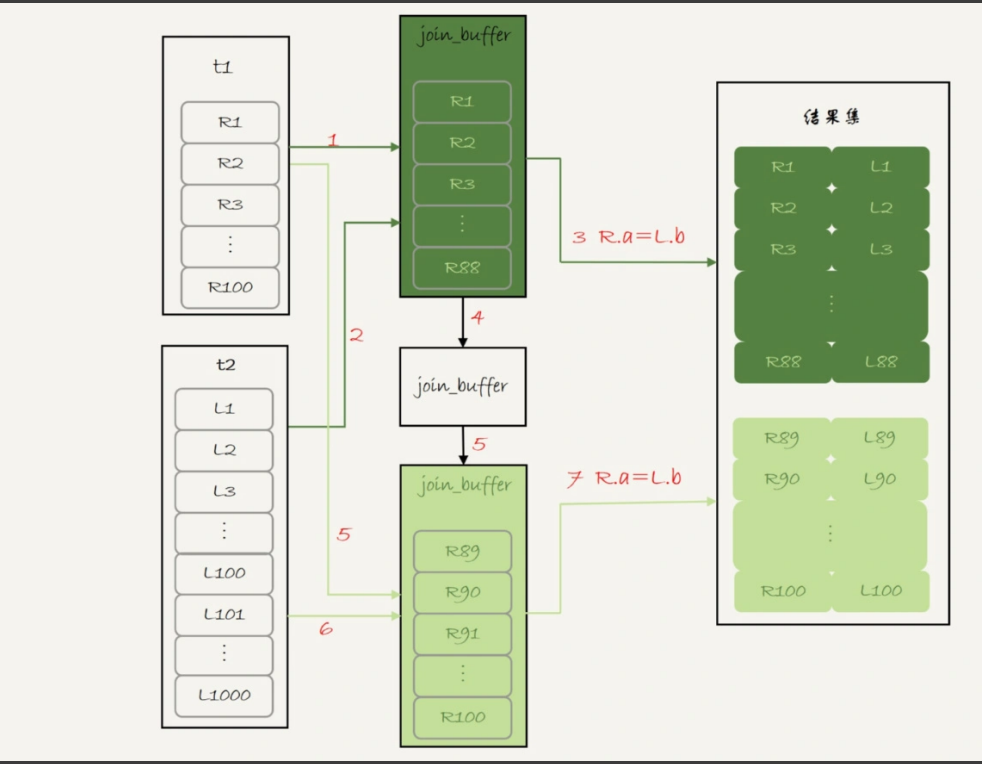 t1
R1
R2
R3
⋮
R100
t2
L1
L2
L3
⋮
L100
L101
⋮
L1000
1
2
5
6
join_buffer
R1
R2
R3
⋮
R88
4
join_buffer
5
join_buffer
R89
R90
R91
⋮
R100
3 R.a=L.b
7 R.a=L.b
结果集
R1 L1
R2 L2
R3 L3
⋮
R88 L88
R89 L89
R90 L90
⋮
R100 L100